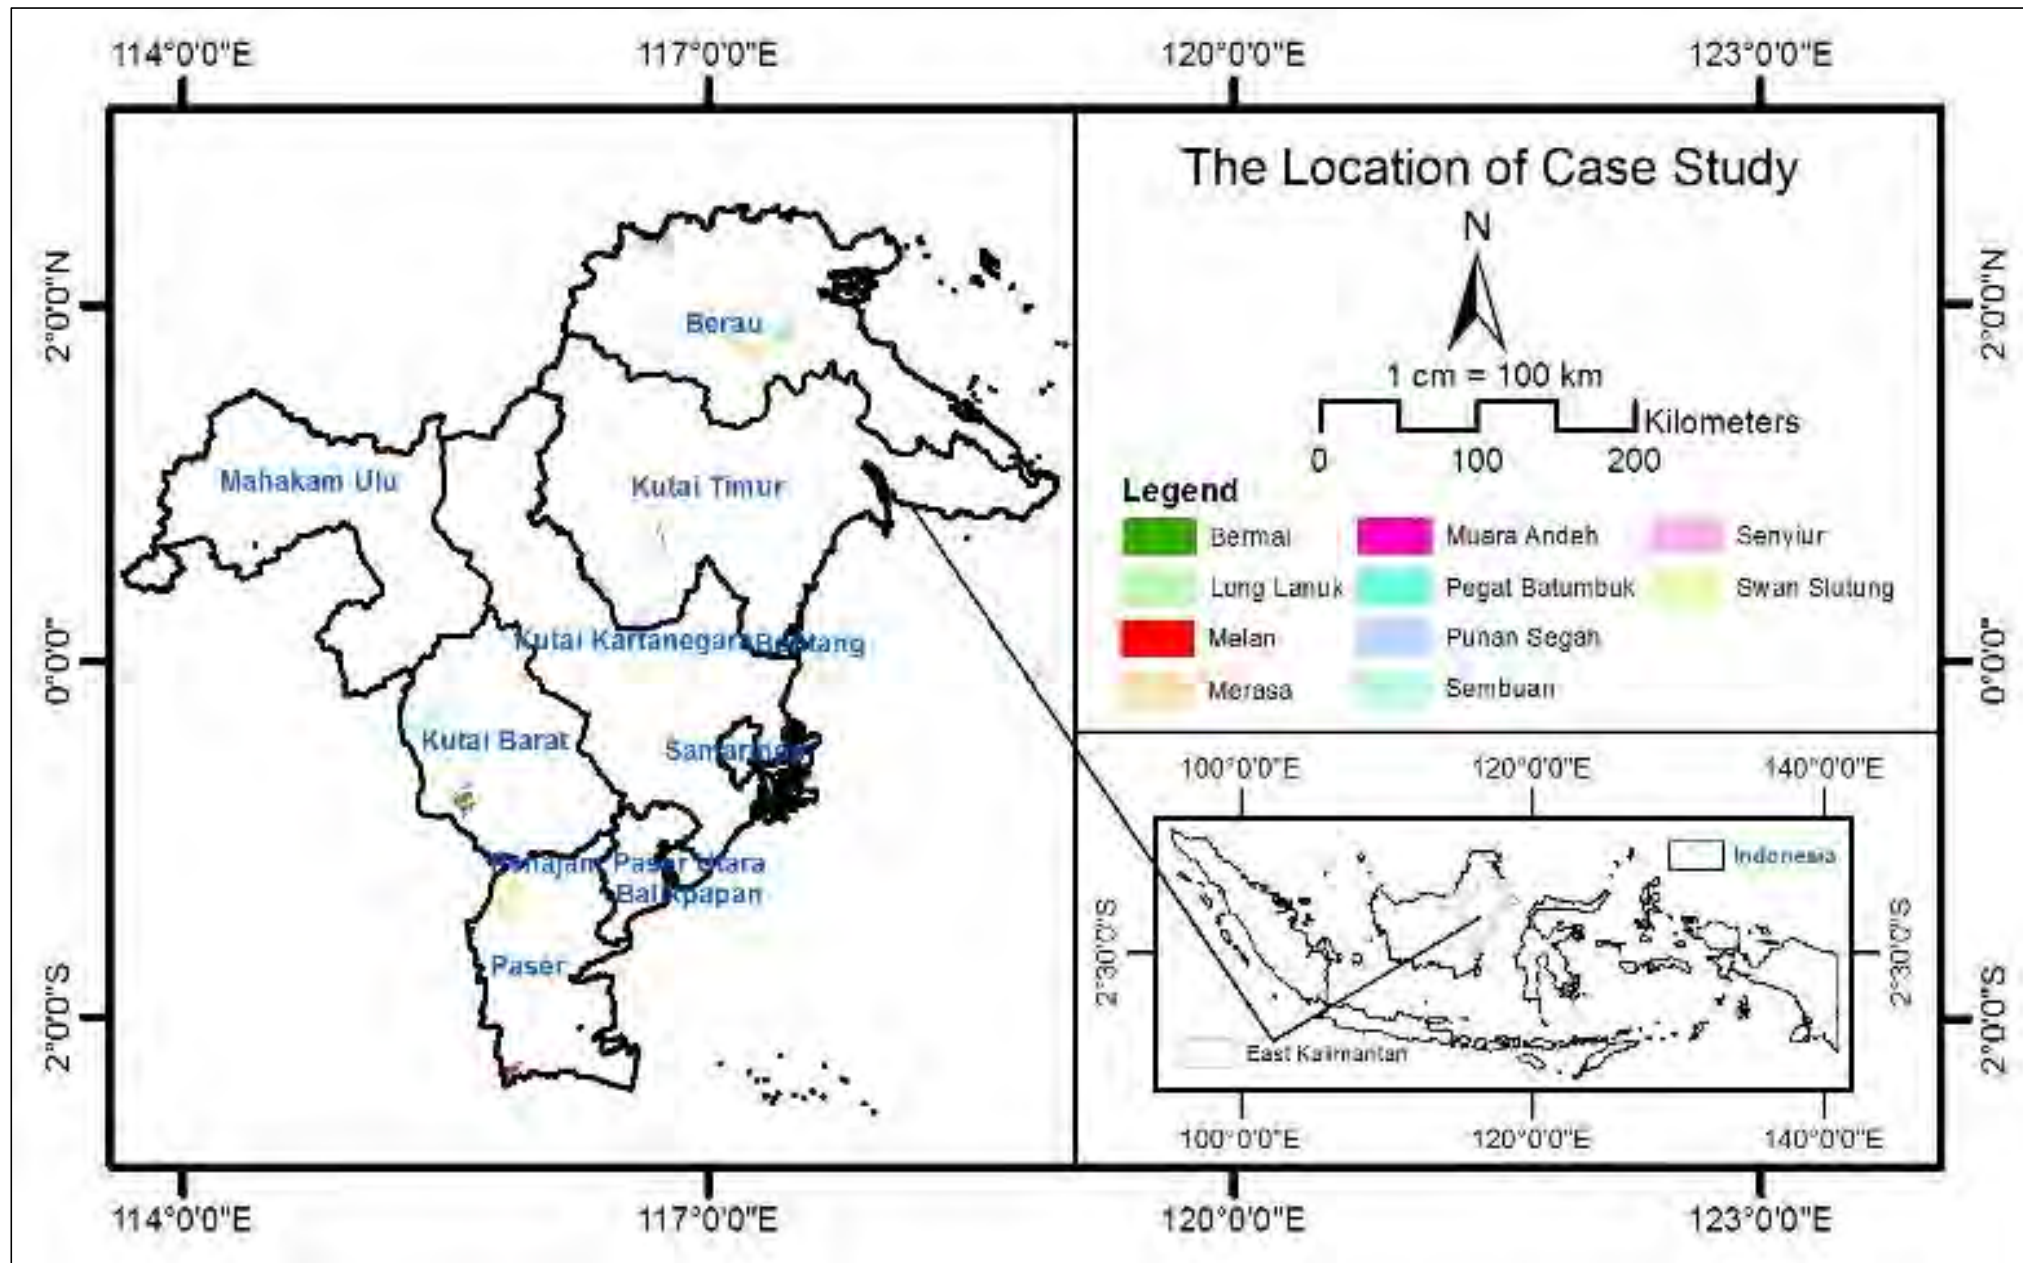 114°0'0"E 117°0'0"E 120°0'0"E 123°0'0"E
The Location of Case Study
N
1 cm = 100 km
Kilometers
0 100 200
Legend
Long Lanuk
Melan
Merasa
Muara Andeh
Pegat Batumbuk
Punan Segah
Sembuan
Senyiur
Swan Slutung
2°0'0"N
0°0'0"
2°0'0"S
Berau
Mahakam Ulu
Kutai Timur
Kutai Kartanegara
Bontang
Kutai Barat
Samarinda
Penajam Paser Utara
Balikpapan
Paser
2°0'0"N
0°0'0"
2°0'0"S
100°0'0"E 120°0'0"E 140°0'0"E
2°30'0"S
Indonesia
East Kalimantan
2°30'0"S
100°0'0"E 120°0'0"E 140°0'0"E
114°0'0"E 117°0'0"E 120°0'0"E 123°0'0"E